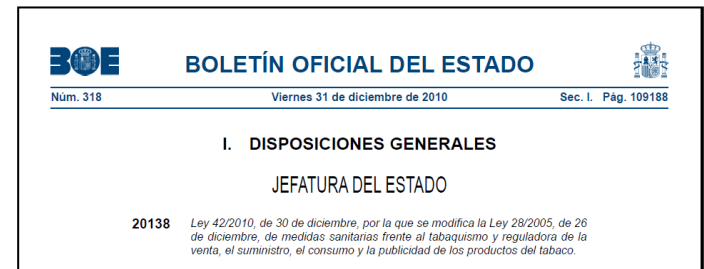 BOE
BOLETÍN OFICIAL DEL ESTADO
Núm. 318 Viernes 31 de diciembre de 2010 Sec. I. Pág. 109188
I. DISPOSICIONES GENERALES
JEFATURA DEL ESTADO
20138 Ley 42/2010, de 30 de diciembre, por la que se modifica la Ley 28/2005, de 26
de diciembre, de medidas sanitarias frente al tabaquismo y reguladora de la
venta, el suministro, el consumo y la publicidad de los productos del tabaco.